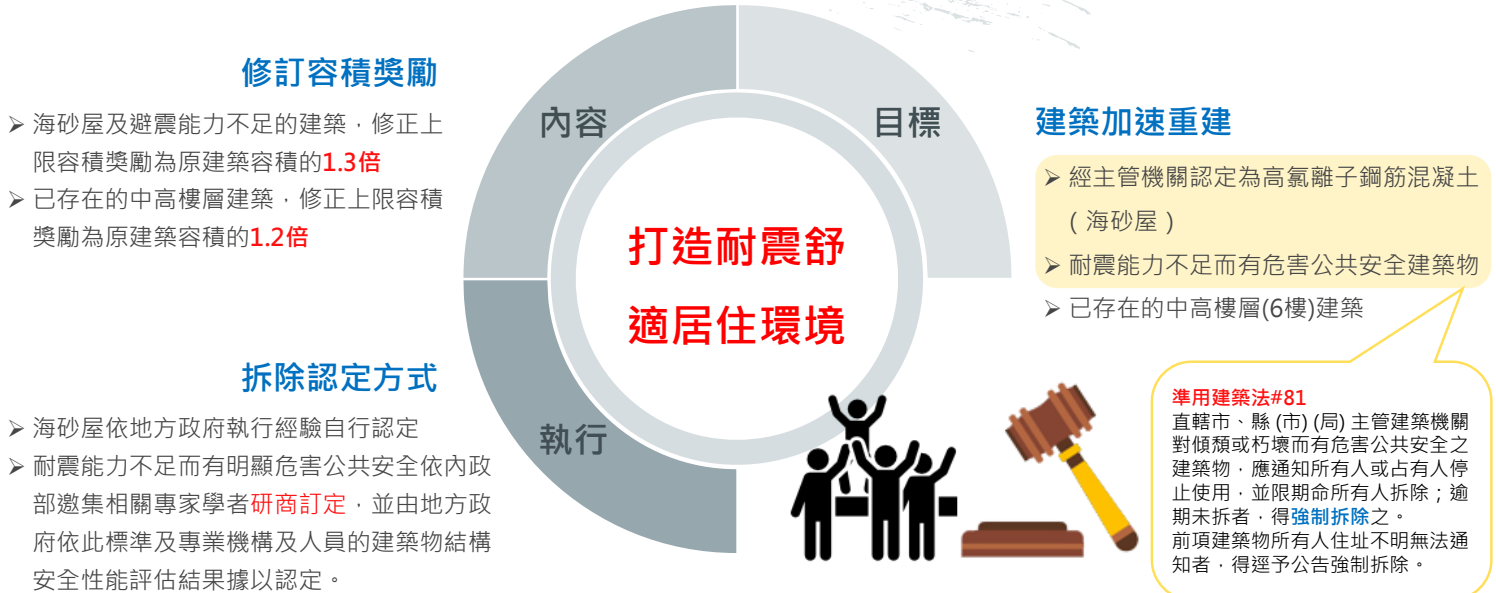 修訂容積獎勵
➢ 海砂屋及避震能力不足的建築，修正上
限容積獎勵為原建築容積的1.3倍
➢ 已存在的中高樓層建築，修正上限容積
獎勵為原建築容積的1.2倍
拆除認定方式
➢ 海砂屋依地方政府執行經驗自行認定
➢ 耐震能力不足而有明顯危害公共安全依內政
部邀集相關專家學者研商訂定，並由地方政
府依此標準及專業機構及人員的建築物結構
安全性能評估結果據以認定。
內容
目標
執行
打造耐震舒
適居住環境
建築加速重建
➢ 經主管機關認定為高氯離子鋼筋混凝土
(海砂屋)
➢ 耐震能力不足而有危害公共安全建築物
➢ 已存在的中高樓層(6樓)建築
準用建築法#81
直轄市、縣 (市) (局) 主管建築機關
對傾頹或朽壞而有危害公共安全之
建築物，應通知所有人或占有人停
止使用，並限期命所有人拆除；逾
期未拆者，得強制拆除之。
前項建築物所有人住址不明無法通
知者，得逕予公告強制拆除。